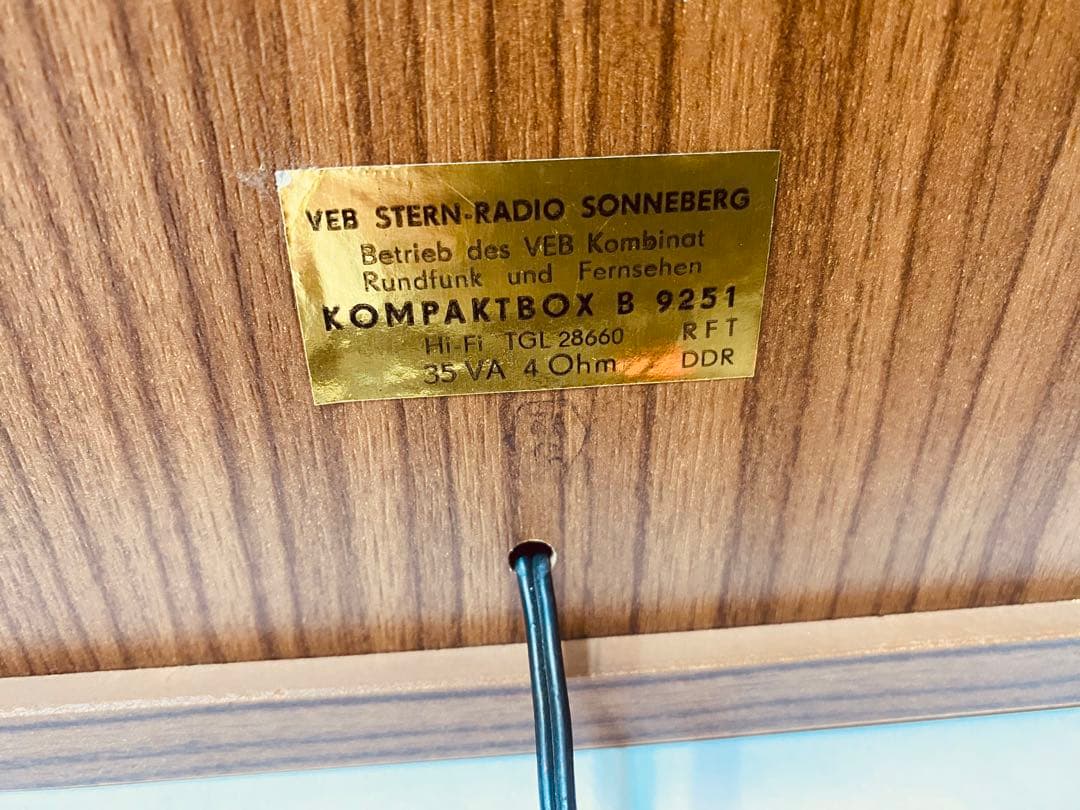 VEB STERN-RADIO SONNEBERG
Betrieb des VEB Kombinat
Rundfunk und Fernsehen
KOMPAKTBOX B 9251
Hi-Fi TGL 28660 RFT
35 VA 4 Ohm DDR